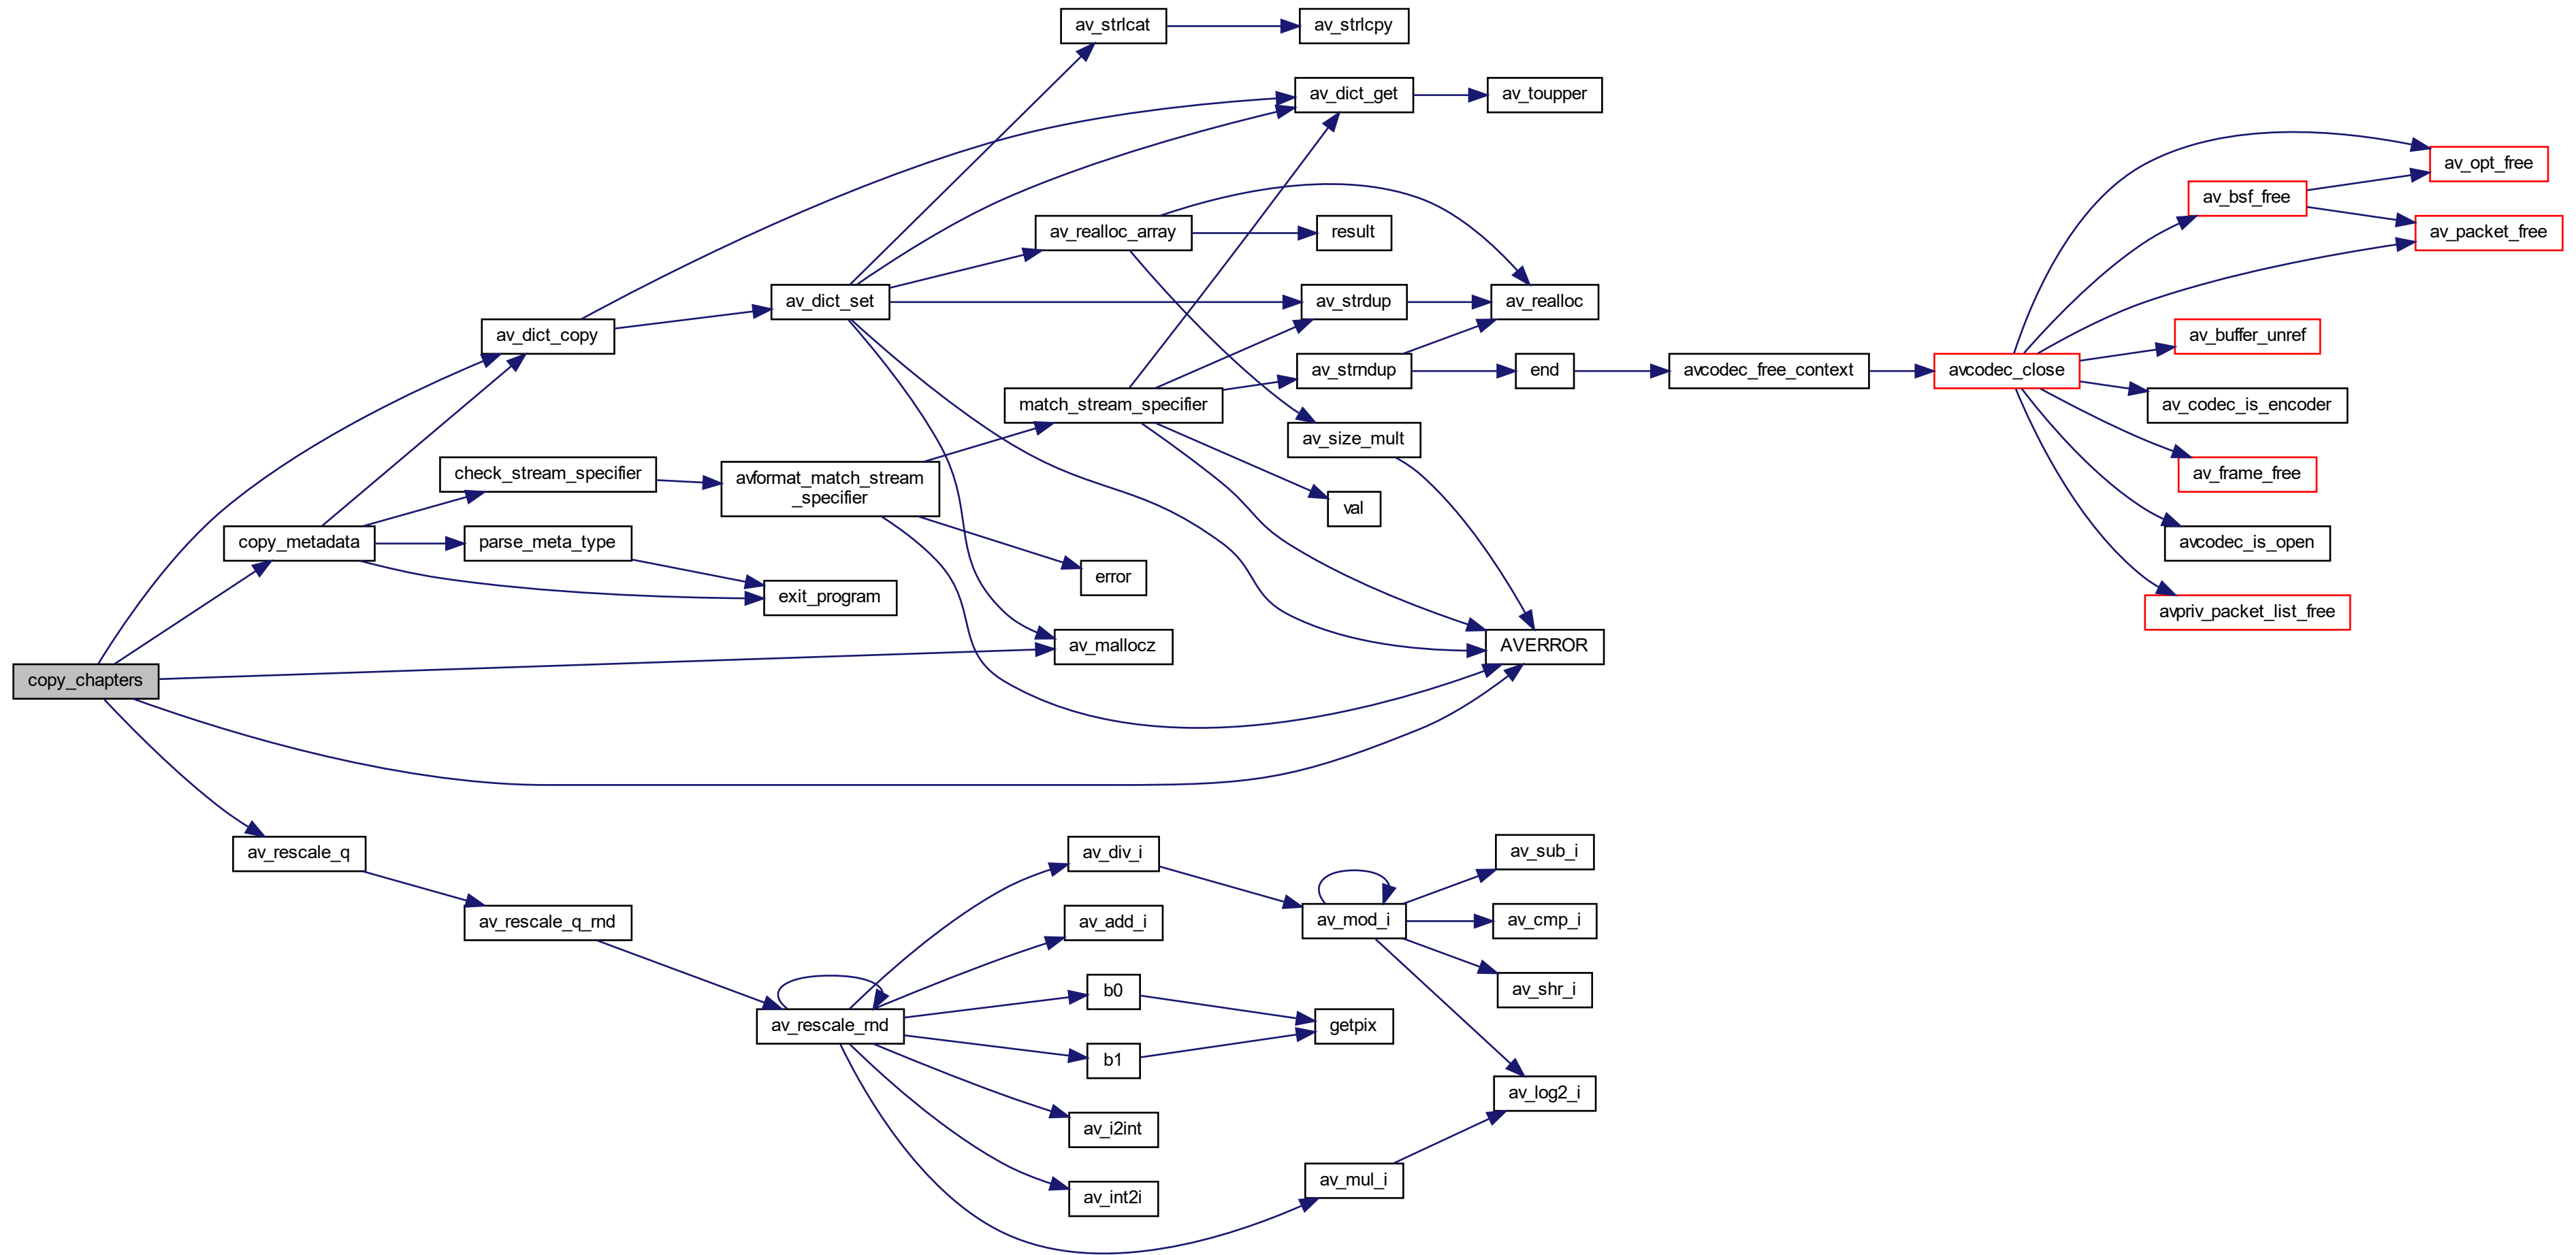 av_strlcat
av_strlcpy
av_dict_get
av_toupper
av_opt_free
av_bsf_free
av_realloc_array
result
av_packet_free
av_dict_set
av_strdup
av_realloc
av_dict_copy
av_buffer_unref
av_strndup
end
avcodec_free_context
avcodec_close
match_stream_specifier
av_codec_is_encoder
av_size_mult
check_stream_specifier
avformat_match_stream
_specifier
av_frame_free
val
copy_metadata
parse_meta_type
avcodec_is_open
error
exit_program
avpriv_packet_list_free
av_mallocz
AVERROR
copy_chapters
av_rescale_q
av_div_i
av_sub_i
av_rescale_q_rnd
av_add_i
av_mod_i
av_cmp_i
b0
av_shr_i
av_rescale_rnd
getpix
b1
av_log2_i
av_i2int
av_mul_i
av_int2i